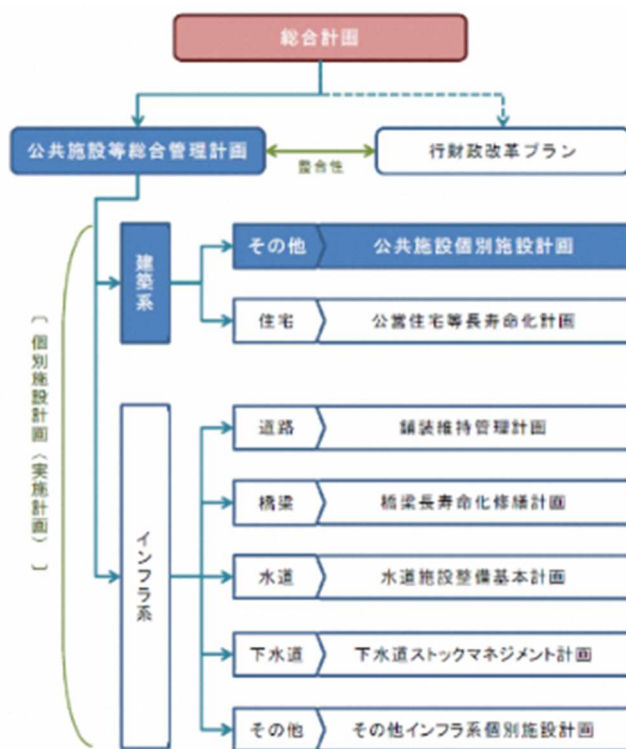 総合計画
公共施設等総合管理計画
整合性
行財政改革プラン
個別施設計画(実施計画)
建築系
その他 公共施設個別施設計画
住宅 公営住宅等長寿命化計画
インフラ系
道路 舗装維持管理計画
橋梁 橋梁長寿命化修繕計画
水道 水道施設整備基本計画
下水道 下水道ストックマネジメント計画
その他 その他インフラ系個別施設計画